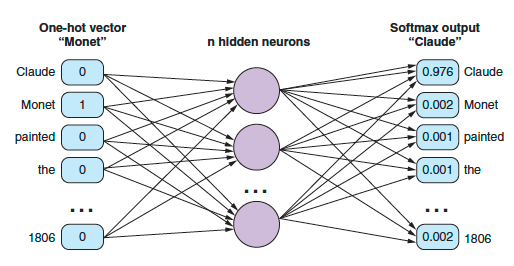 One-hot vector
“Monet”
n hidden neurons
Softmax output
“Claude”
Claude 0
0.976 Claude
Monet 1
0.002 Monet
painted 0
0.001 painted
the 0
0.001 the
...
...
...
1806 0
0.002 1806